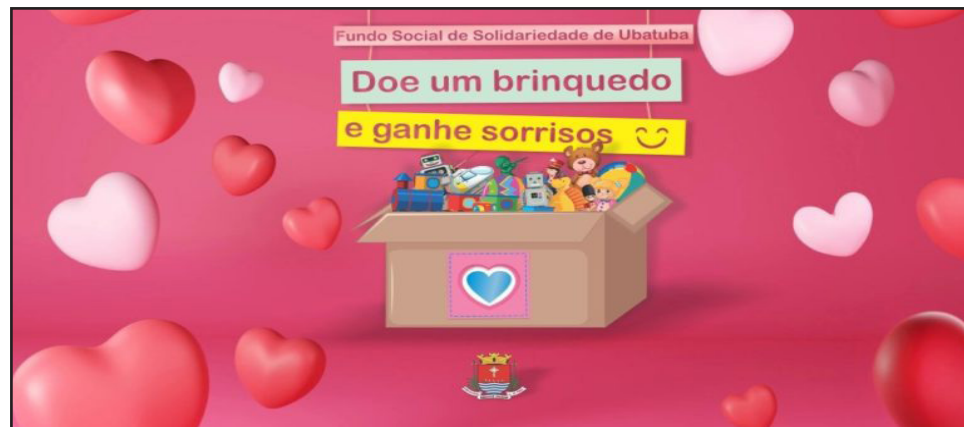 Fundo Social de Solidariedade de Ubatuba
Doe um brinquedo
e ganhe sorrisos